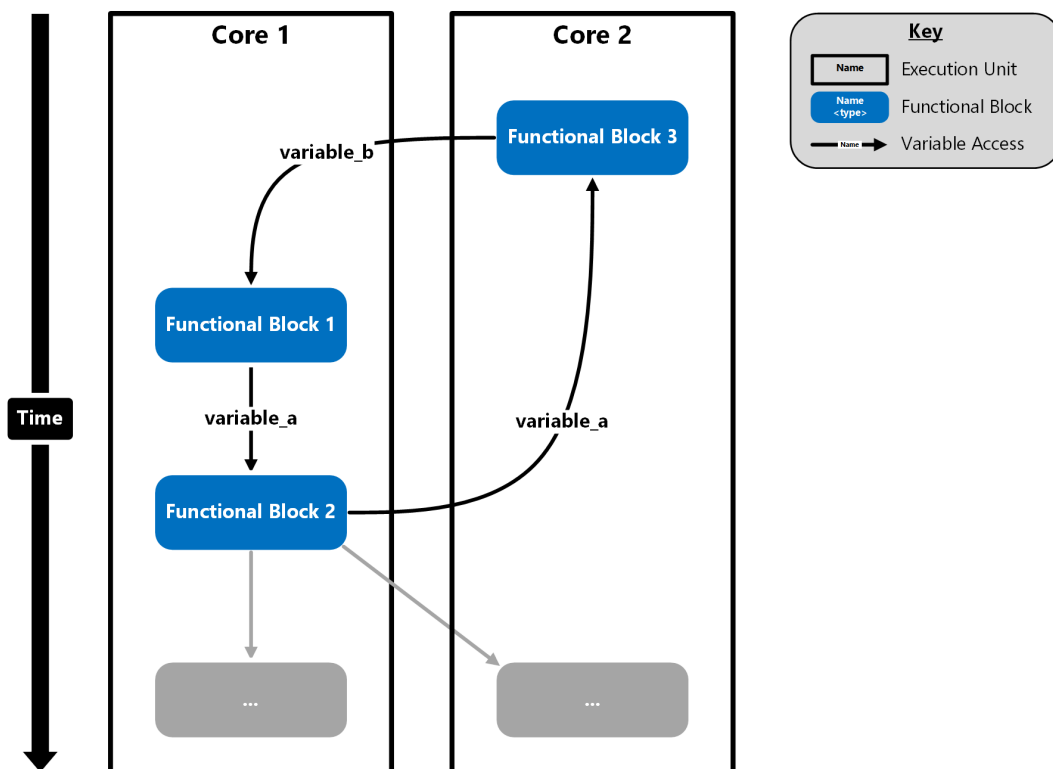 Core 1
Core 2
Key
Name
Execution Unit
Name
<type>
Functional Block
Name
Variable Access
Functional Block 3
variable_b
Functional Block 1
Time
variable_a
variable_a
Functional Block 2
...
...